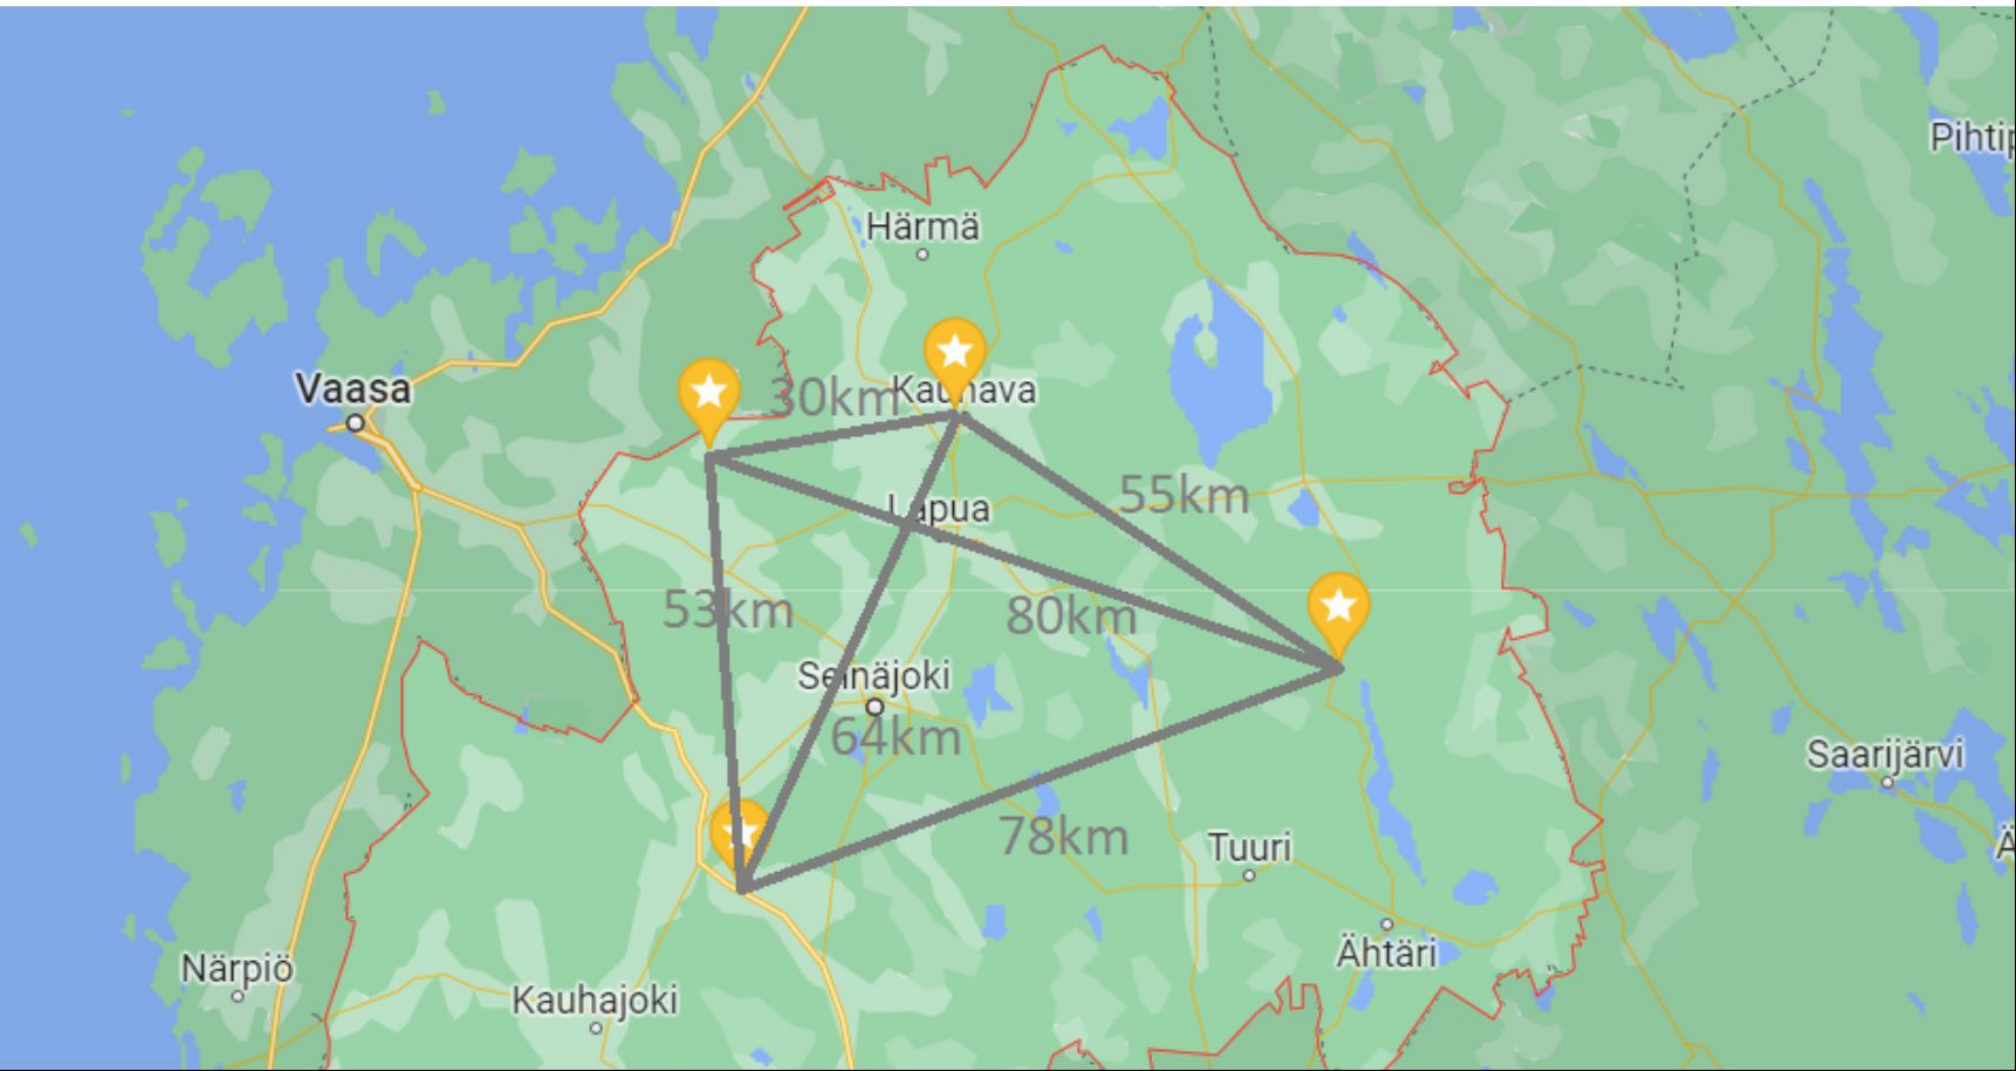 Pihtip
Härmä
Vaasa
30km
Kauhava
55km
Lapua
53km
80km
Seinäjoki
64km
Saarijärvi
78km
Tuuri
Ä
Ähtäri
Närpiö
Kauhajoki